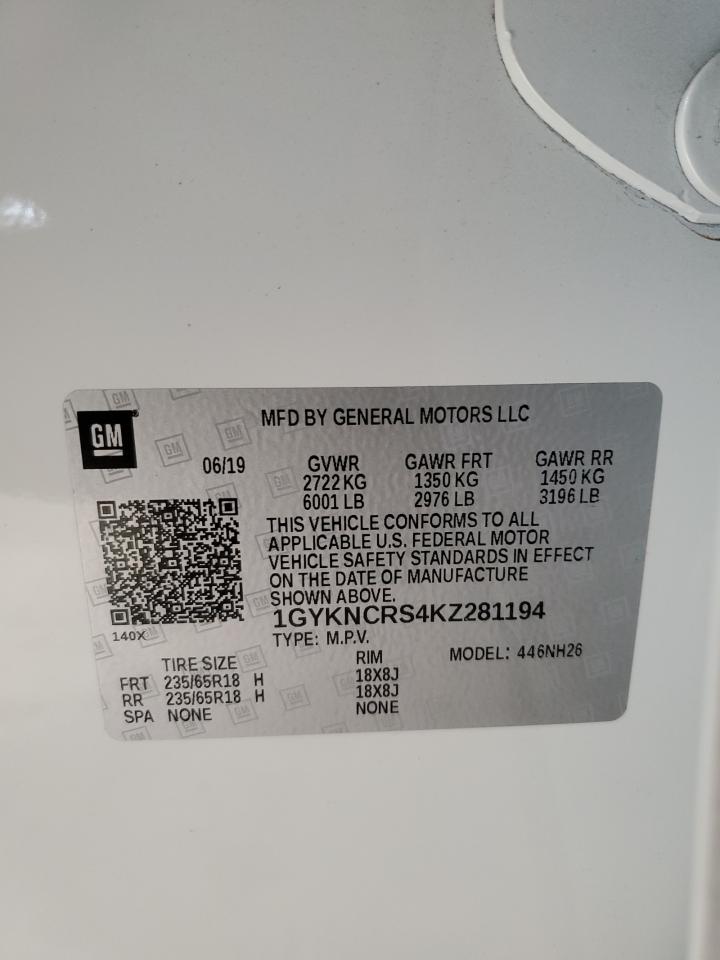 GM
MFD BY GENERAL MOTORS LLC
06/19 GVWR GAWR FRT GAWR RR
2722 KG 1350 KG 1450 KG
6001 LB 2976 LB 3196 LB
THIS VEHICLE CONFORMS TO ALL
APPLICABLE U.S. FEDERAL MOTOR
VEHICLE SAFETY STANDARDS IN EFFECT
ON THE DATE OF MANUFACTURE
SHOWN ABOVE.
1GYKNCRS4KZ281194
140X
TYPE: M.P.V. MODEL: 446NH26
TIRE SIZE RIM
FRT 235/65R18 H 18X8J
RR 235/65R18 H 18X8J
SPA NONE NONE